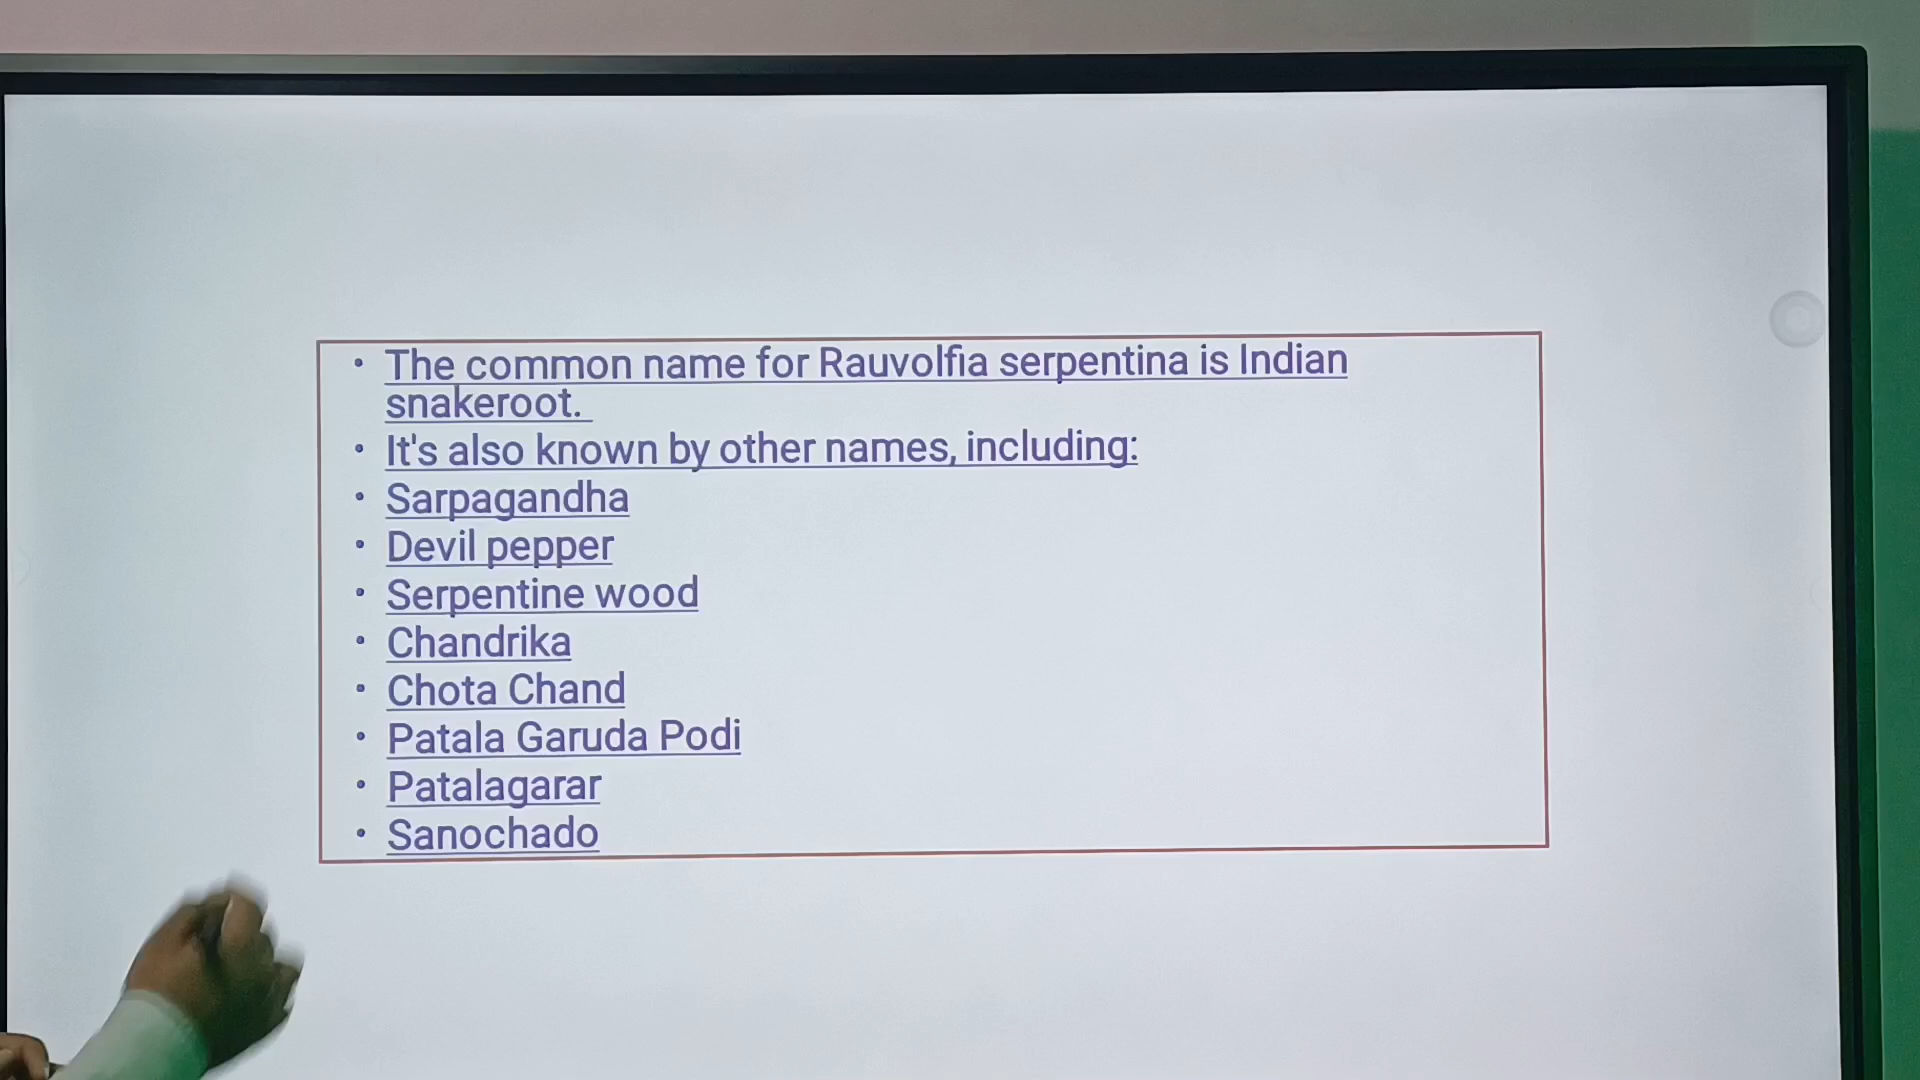 • The common name for Rauvolfia serpentina is Indian
snakeroot.
• It's also known by other names, including:
• Sarpagandha
• Devil pepper
• Serpentine wood
• Chandrika
• Chota Chand
• Patala Garuda Podi
• Patalagarar
• Sanochado